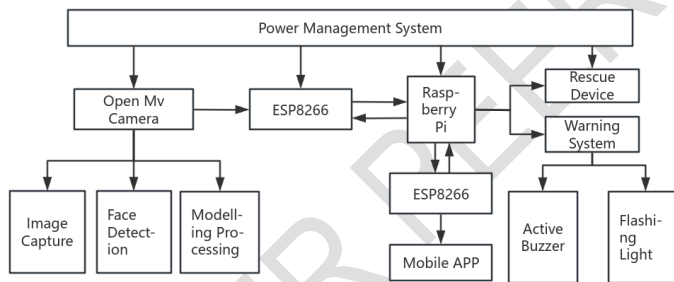 Power Management System
Open Mv
Camera
ESP8266
Rasp-
berry
Pi
Rescue
Device
Warning
System
Image
Capture
Face
Detect-
ion
Modell-
ing Pro-
cessing
ESP8266
Mobile APP
Active
Buzzer
Flashi-
ng
Light